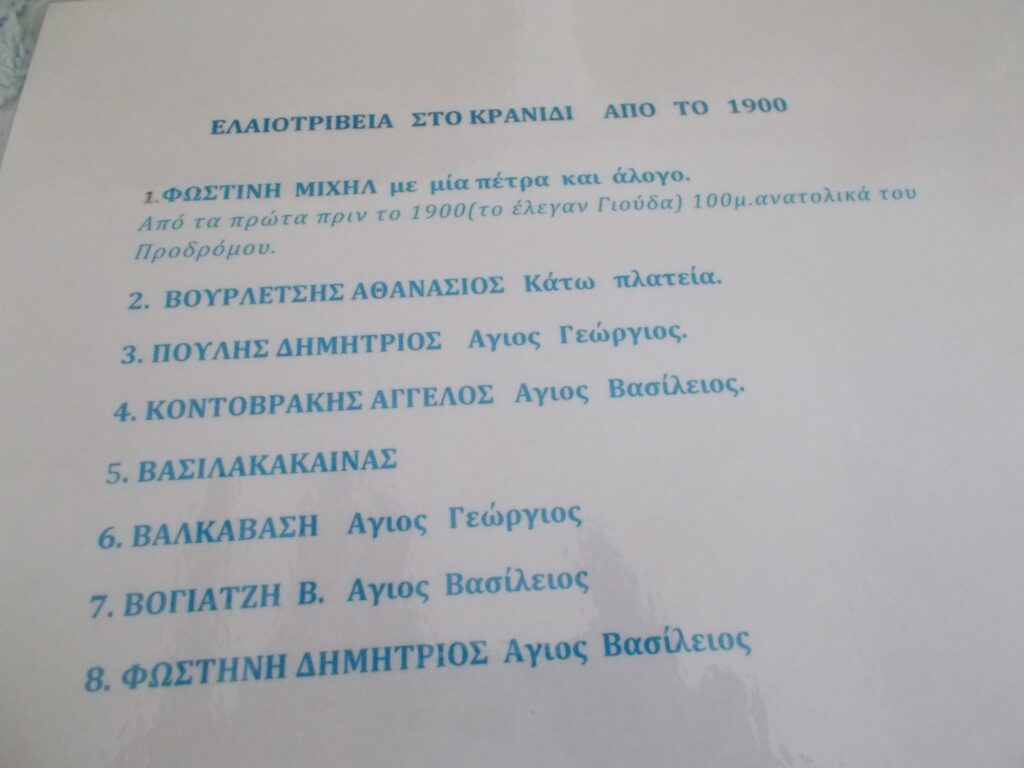 ΕΛΑΙΟΤΡΙΒΕΙΑ ΣΤΟ ΚΡΑΝΙΔΙ ΑΠΟ ΤΟ 1900
1.ΦΩΣΤΙΝΗ ΜΙΧΗΛ με μία πέτρα και άλογο.
Από τα πρώτα πριν το 1900(το έλεγαν Γιούδα) 100μ.ανατολικά του
Προδρόμου.
2. ΒΟΥΡΛΕΤΣΗΣ ΑΘΑΝΑΣΙΟΣ Κάτω πλατεία.
3. ΠΟΥΛΗΣ ΔΗΜΗΤΡΙΟΣ Αγιος Γεώργιος.
4. ΚΟΝΤΟΒΡΑΚΗΣ ΑΓΓΕΛΟΣ Αγιος Βασίλειος.
5. ΒΑΣΙΛΑΚΑΚΑΙΝΑΣ
6. ΒΑΛΚΑΒΑΣΗ Αγιος Γεώργιος
7. ΒΟΓΙΑΤΖΗ Β. Αγιος Βασίλειος
8. ΦΩΣΤΗΝΗ ΔΗΜΗΤΡΙΟΣ Αγιος Βασίλειος